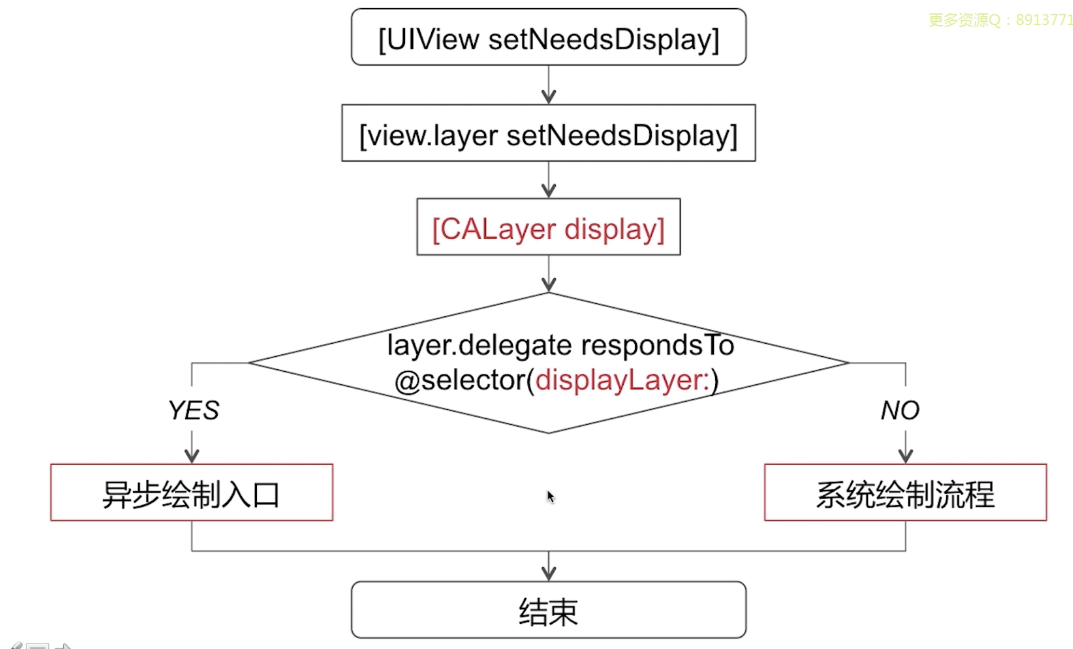 更多资源Q：8913771
[UIView setNeedsDisplay]
[view.layer setNeedsDisplay]
[CALayer display]
layer.delegate respondsTo
@selector(displayLayer:)
YES
NO
异步绘制入口
系统绘制流程
结束